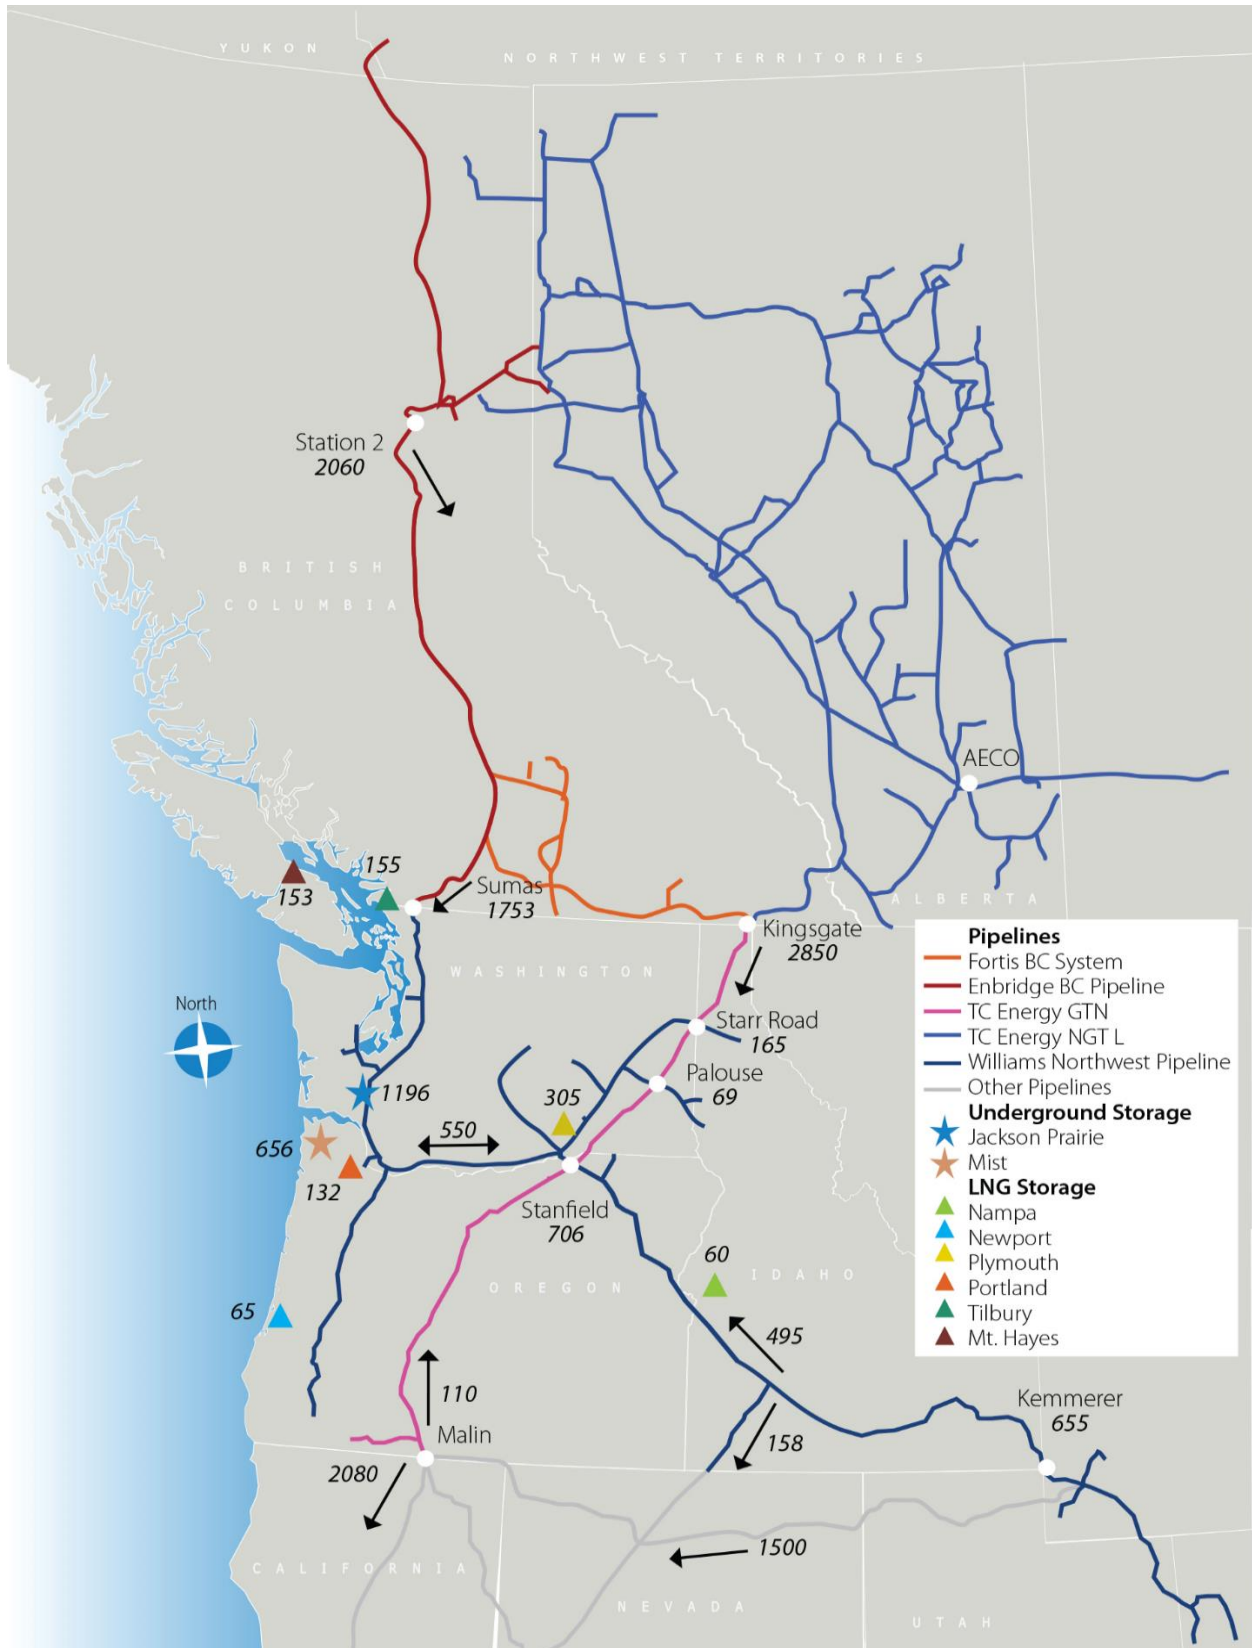 YUKON
NORTHWEST TERRITORIES
Station 2
2060
BRITISH
COLUMBIA
AECO
155
153
Sumas
1753
ALBERTA
Kingsgate
2850
WASHINGTON
North
Starr Road
165
Palouse
69
1196
305
550
656
132
Stanfield
706
60
IDAHO
OREGON
65
495
110
Malin
158
2080
Kemmerer
655
1500
CALIFORNIA
NEVADA
UTAH
Pipelines
Fortis BC System
Enbridge BC Pipeline
TC Energy GTN
TC Energy NGT L
Williams Northwest Pipeline
Other Pipelines
Underground Storage
Jackson Prairie
Mist
LNG Storage
Nampa
Newport
Plymouth
Portland
Tilbury
Mt. Hayes